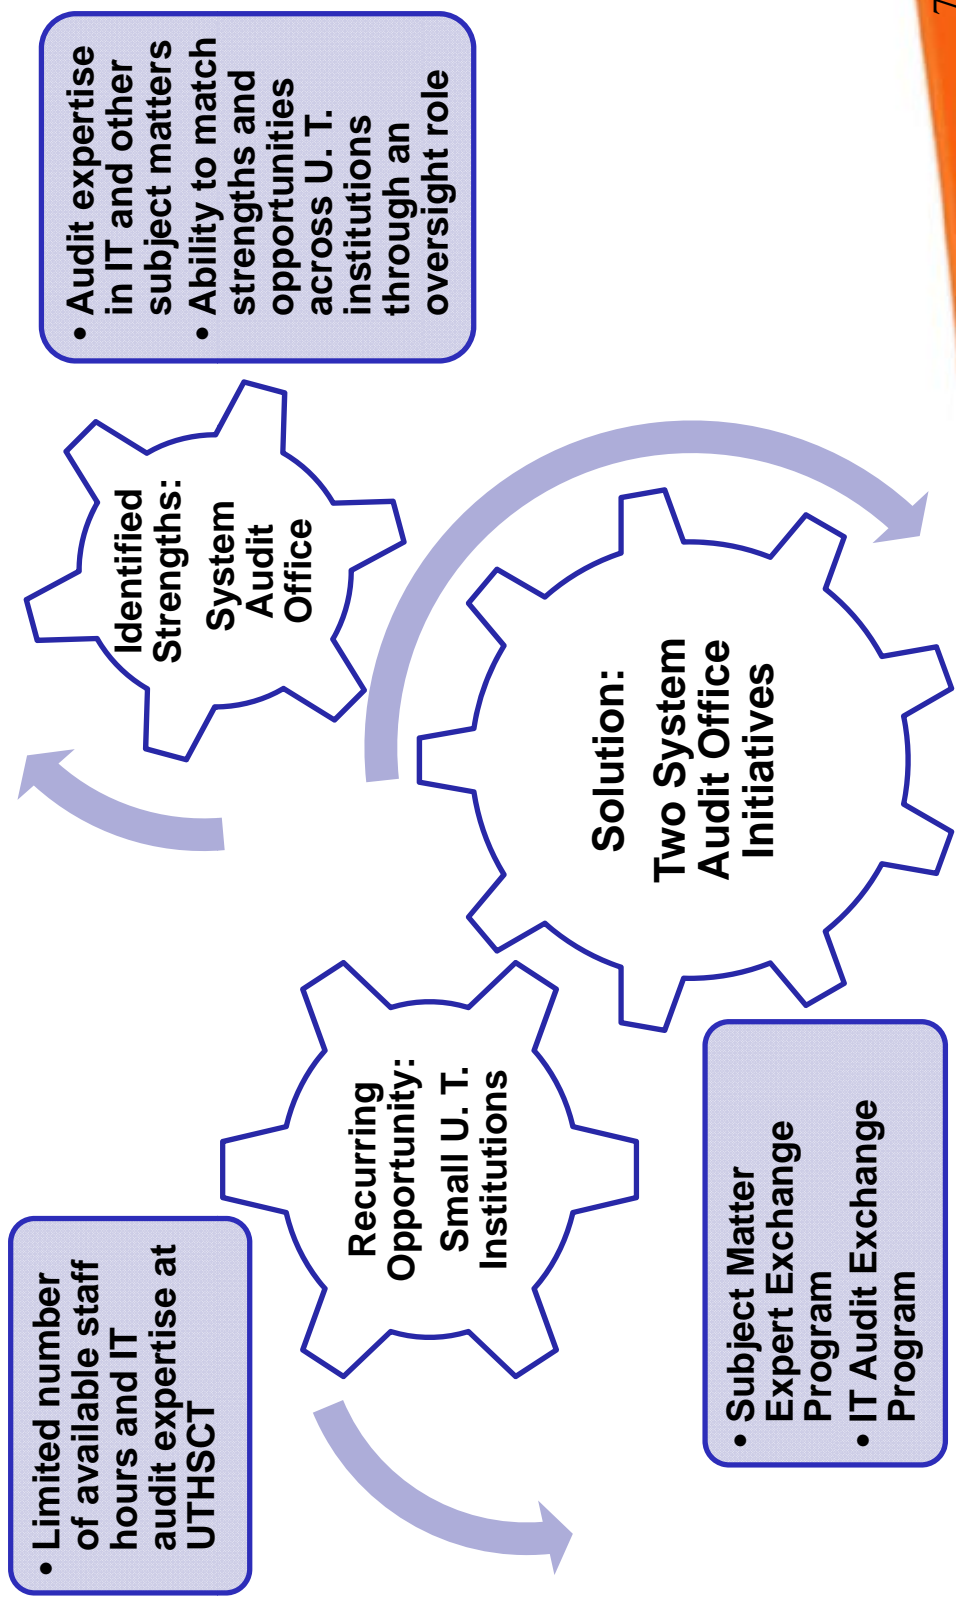 • Limited number
of available staff
hours and IT
audit expertise at
UTHSCT
Recurring
Opportunity:
Small U. T.
Institutions
Identified
Strengths:
System
Audit
Office
• Audit expertise
in IT and other
subject matters
• Ability to match
strengths and
opportunities
across U. T.
institutions
through an
oversight role
Solution:
Two System
Audit Office
Initiatives
• Subject Matter
Expert Exchange
Program
• IT Audit Exchange
Program
7